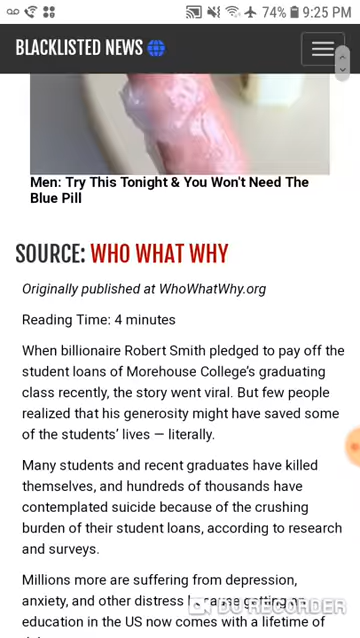 74% 9:25 PM
BLACKLISTED NEWS
Men: Try This Tonight & You Won't Need The
Blue Pill
SOURCE: WHO WHAT WHY
Originally published at WhoWhatWhy.org
Reading Time: 4 minutes
When billionaire Robert Smith pledged to pay off the
student loans of Morehouse College's graduating
class recently, the story went viral. But few people
realized that his generosity might have saved some
of the students' lives — literally.
Many students and recent graduates have killed
themselves, and hundreds of thousands have
contemplated suicide because of the crushing
burden of their student loans, according to research
and surveys.
Millions more are suffering from depression,
anxiety, and other distress because getting an
education in the US now comes with a lifetime of
DU RECORDER